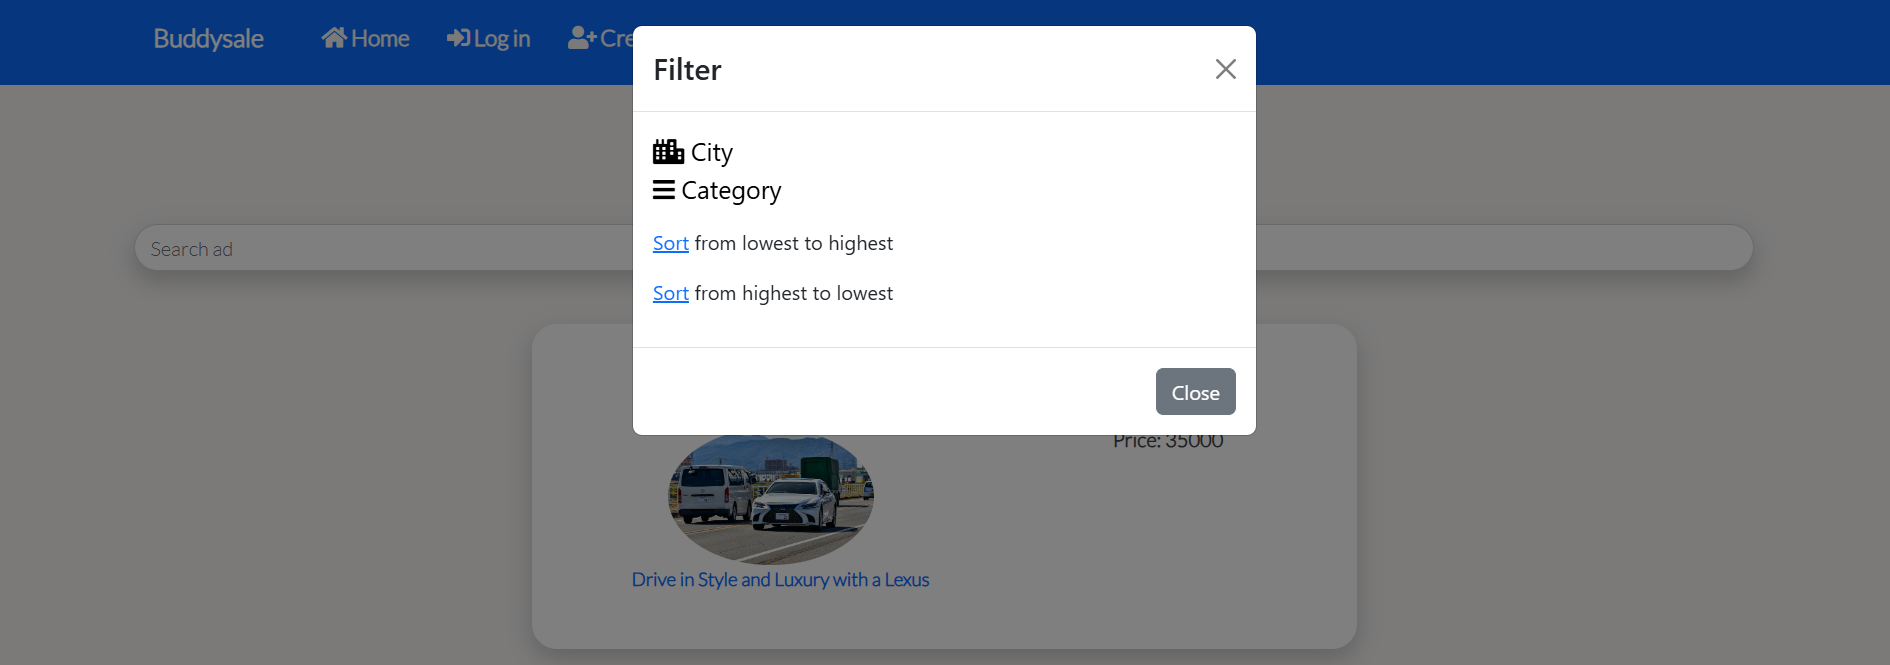 Buddysale
Home
Log in
Cre
Filter
City
Category
Search ad
Sort from lowest to highest
Sort from highest to lowest
Close
Price: 35000
Drive in Style and Luxury with a Lexus